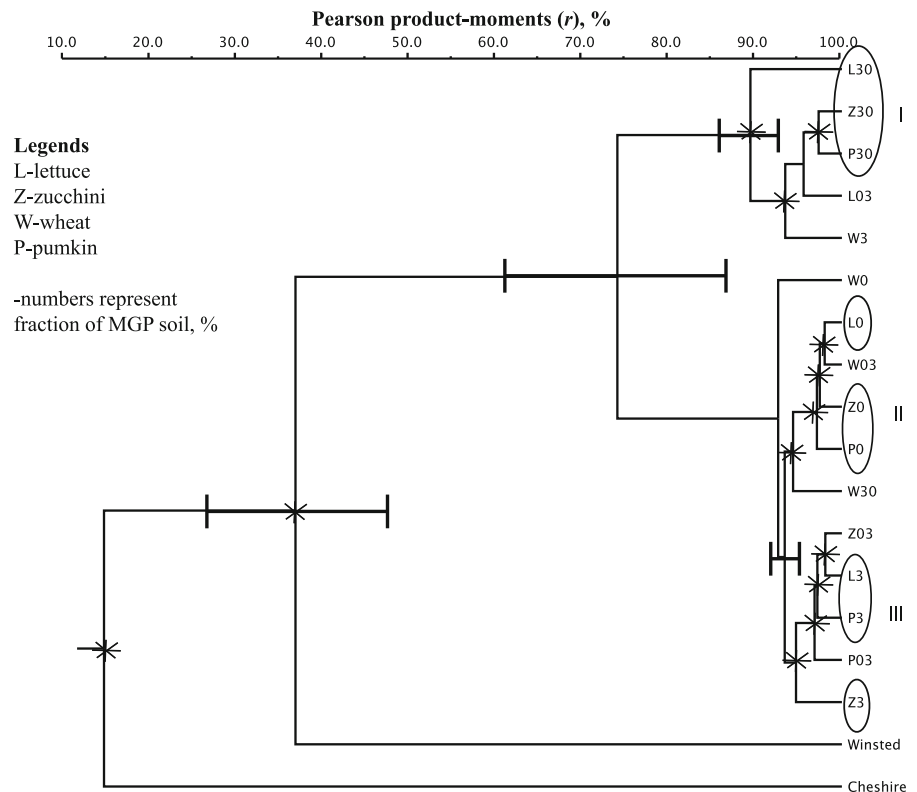 Pearson product-moments (r), %
10.0 20.0 30.0 40.0 50.0 60.0 70.0 80.0 90.0 100.0
Legends
L-lettuce
Z-zucchini
W-wheat
P-pumkin
-numbers represent
fraction of MGP soil, %
L30
Z30
I
P30
L03
W3
W0
L0
W03
Z0
II
P0
W30
Z03
L3
P3
III
P03
Z3
Winsted
Cheshire